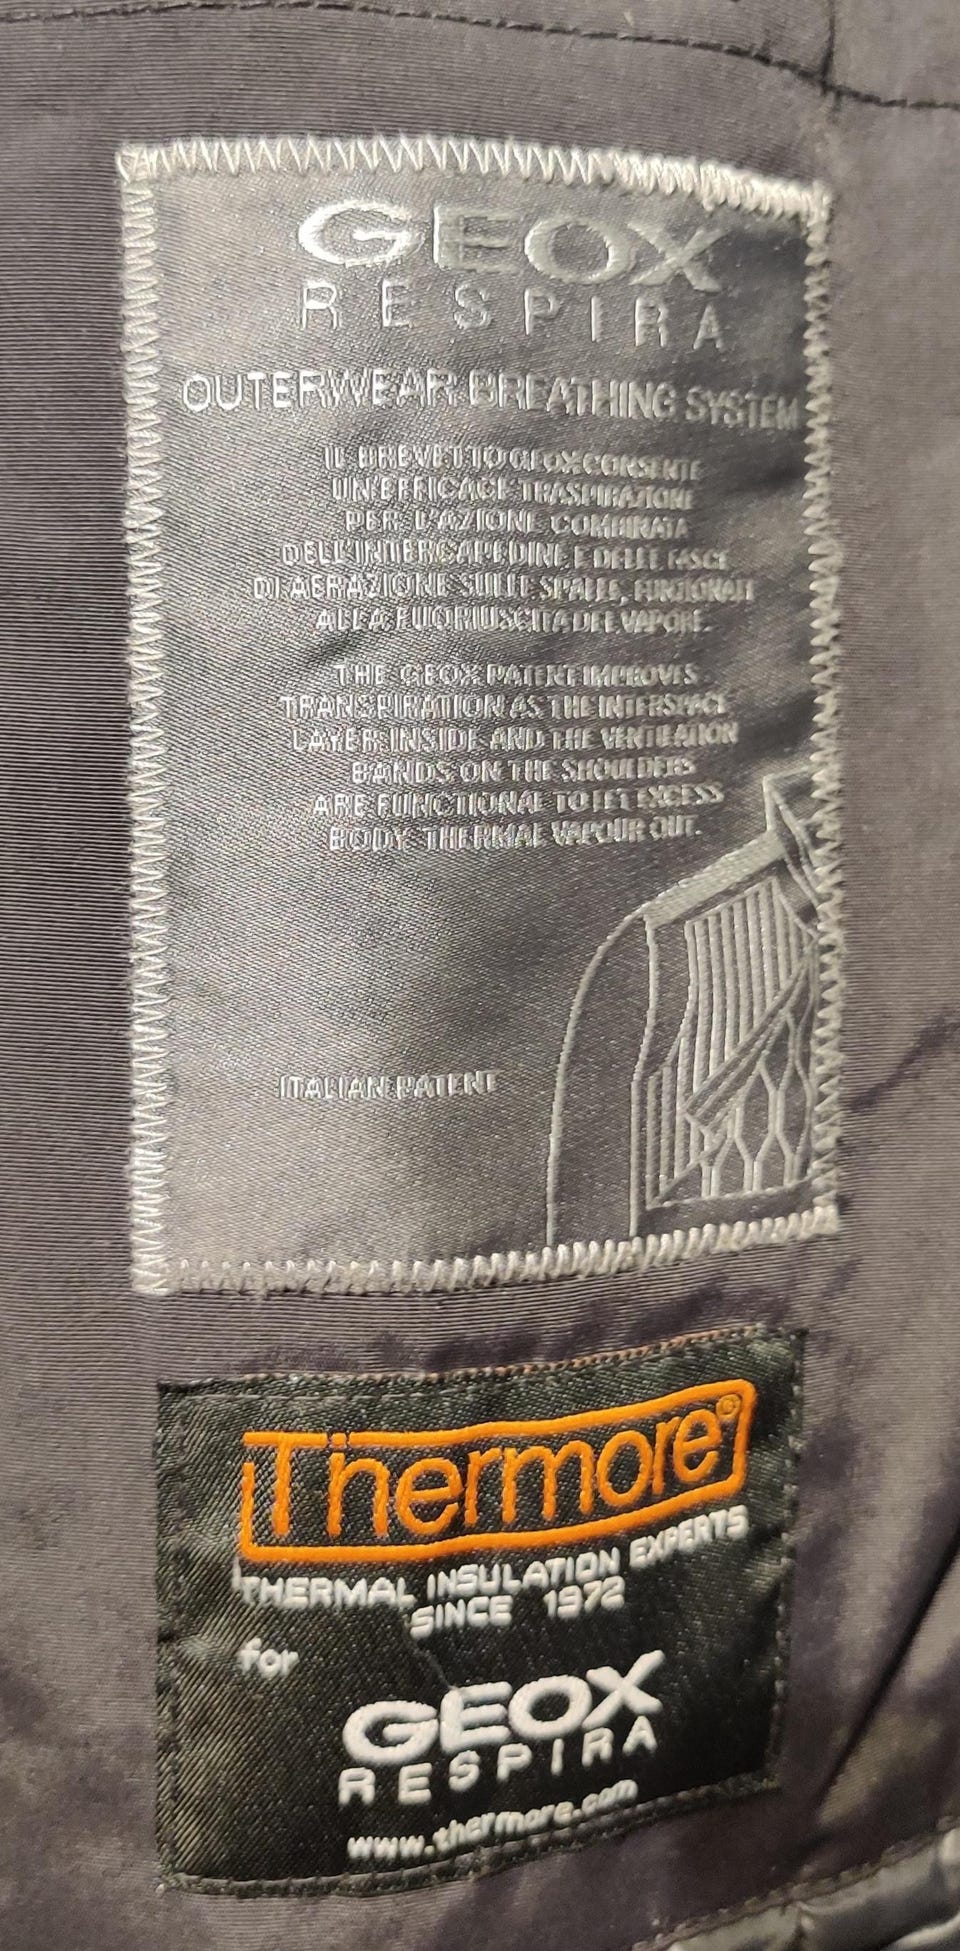 GEOX
RESPIRA
OUTERWEAR BREATHING SYSTEM
IL BREVETTO GEOX CONSENTE
UN'EFFICACE TRASPIRAZIONE
PER L'AZIONE COMBINATA
DELL'INTERCAPEDINE E DELLE FASCE
DI AERAZIONE SULLE SPALLE, FUNZIONALI
ALLA FUORIUSCITA DEL VAPORE.
THE GEOX PATENT IMPROVES
TRANSPIRATION AS THE INTERSPACE
LAYER INSIDE AND THE VENTILATION
BANDS ON THE SHOULDERS
ARE FUNCTIONAL TO LET EXCESS
BODY THERMAL VAPOUR OUT.
ITALIAN PATENT
Thermore®
THERMAL INSULATION EXPERTS
SINCE 1972
for
GEOX
RESPIRA
www.thermore.com